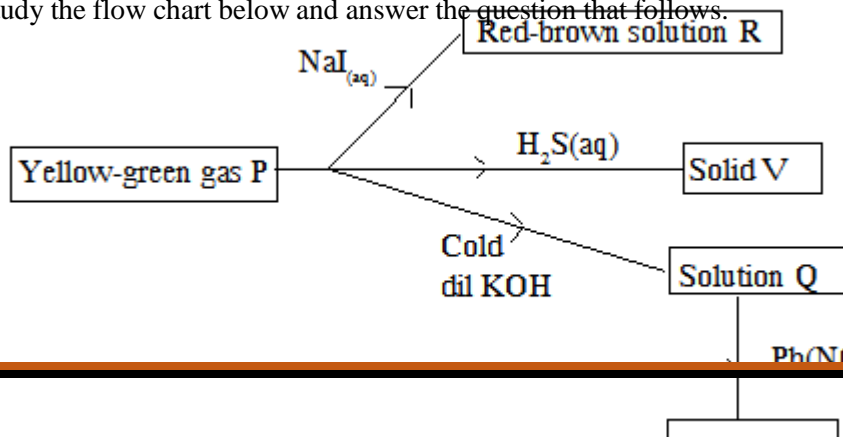 udy the flow chart below and answer the question that follows.
Red-brown solution R
NaI(aq)
H₂S(aq)
Yellow-green gas P
Solid V
Cold
dil KOH
Solution Q